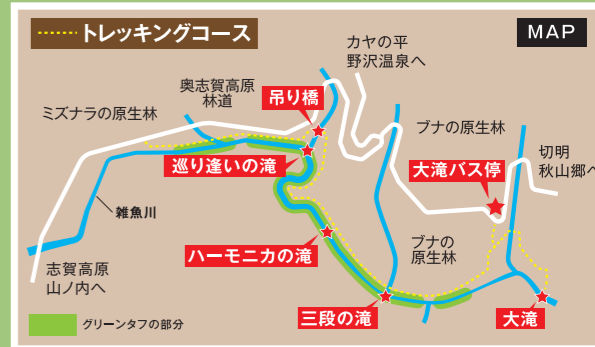 トレッキングコース
MAP
カヤの平
野沢温泉へ
奥志賀高原
林道
吊り橋
ミズナラの原生林
ブナの原生林
切明
秋山郷へ
巡り逢いの滝
大滝バス停
雑魚川
ハーモニカの滝
ブナの
原生林
志賀高原
山ノ内へ
三段の滝
大滝
グリーンタフの部分